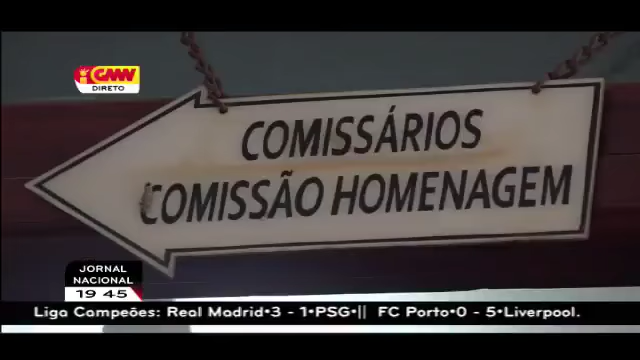 GMN
DIRETO
COMISSÁRIOS
COMISSÃO HOMENAGEM
JORNAL
NACIONAL
19 45
Liga Campeões: Real Madrid•3 - 1•PSG•|| FC Porto•0 - 5•Liverpool.